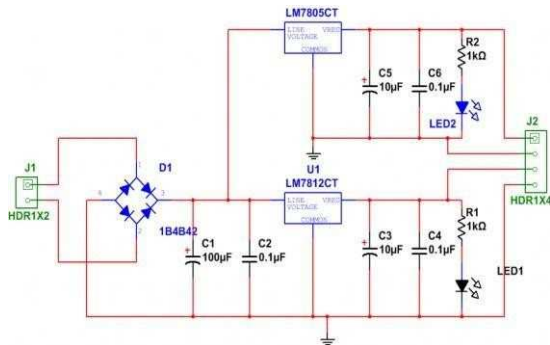 LM7805CT
LINE VOLTAGE
VREG
COMMON
C5
10µF
C6
0.1µF
R2
1kΩ
LED2
J2
HDR1X4
J1
HDR1X2
D1
1B4B42
1
2
3
4
C1
100µF
C2
0.1µF
U1
LM7812CT
LINE VOLTAGE
VREG
COMMON
C3
10µF
C4
0.1µF
R1
1kΩ
LED1